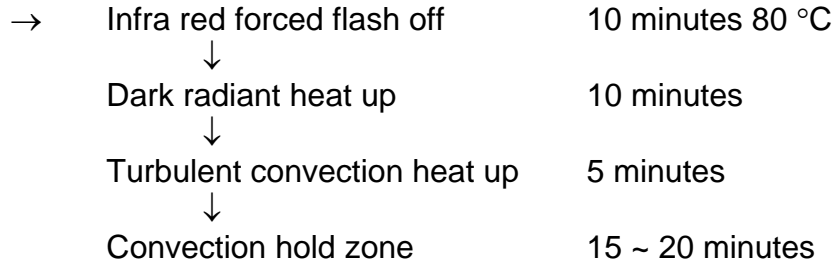 → Infra red forced flash off 10 minutes 80 °C
↓
Dark radiant heat up 10 minutes
↓
Turbulent convection heat up 5 minutes
↓
Convection hold zone 15 ~ 20 minutes